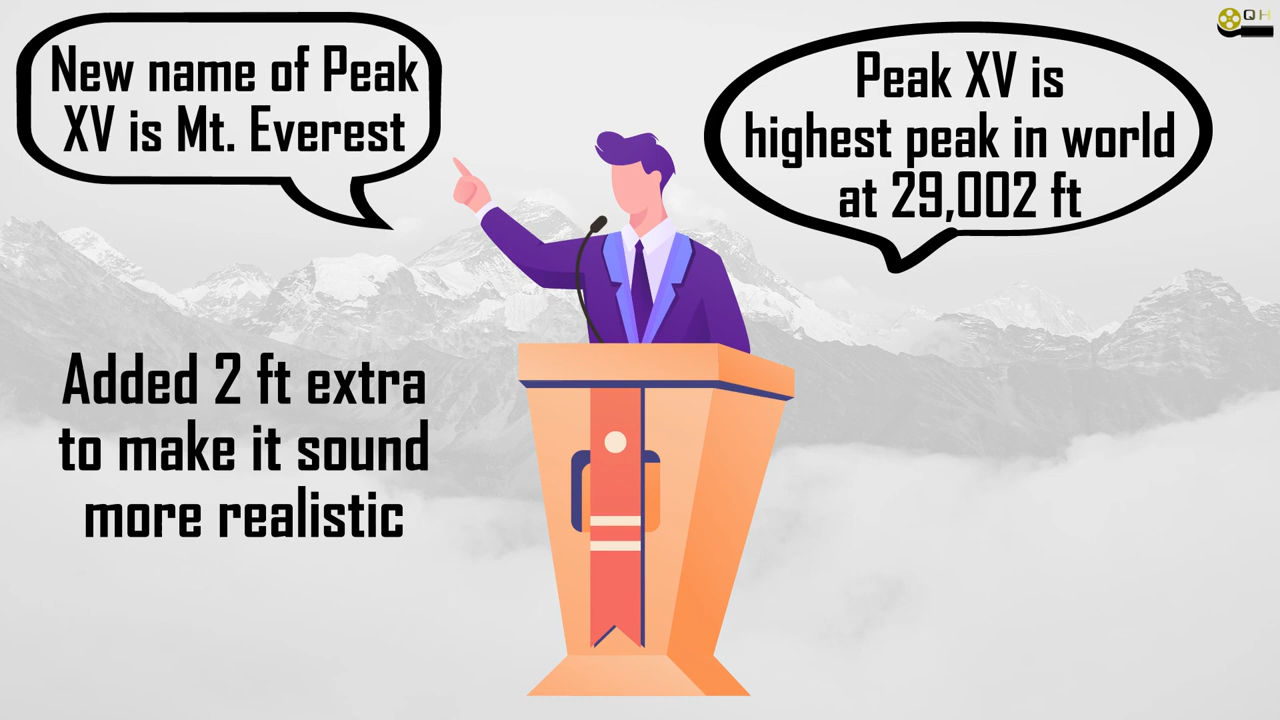 New name of Peak
XV is Mt. Everest
Peak XV is
highest peak in world
at 29,002 ft
Added 2 ft extra
to make it sound
more realistic
QH